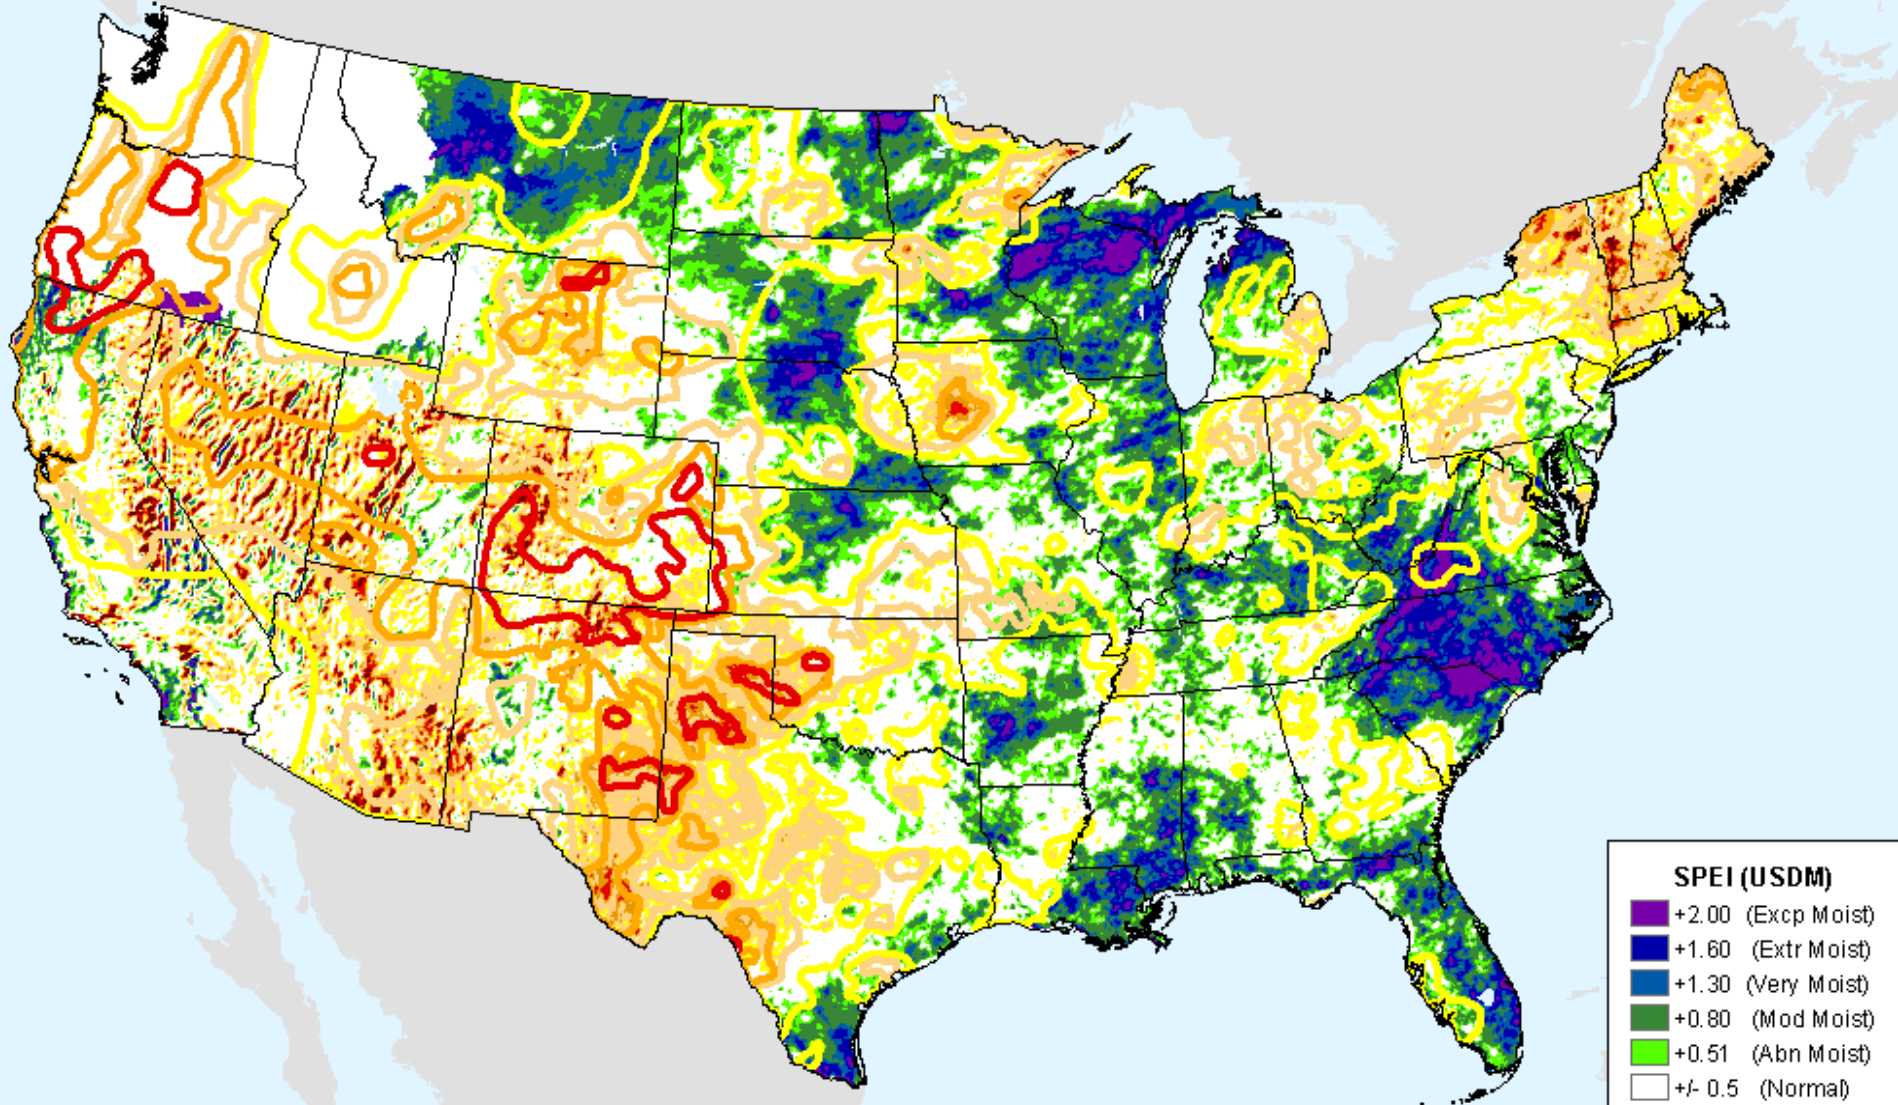 SPEI (USDM)
+2.00 (Excp Moist)
+1.60 (Extr Moist)
+1.30 (Very Moist)
+0.80 (Mod Moist)
+0.51 (Abn Moist)
+/- 0.5 (Normal)